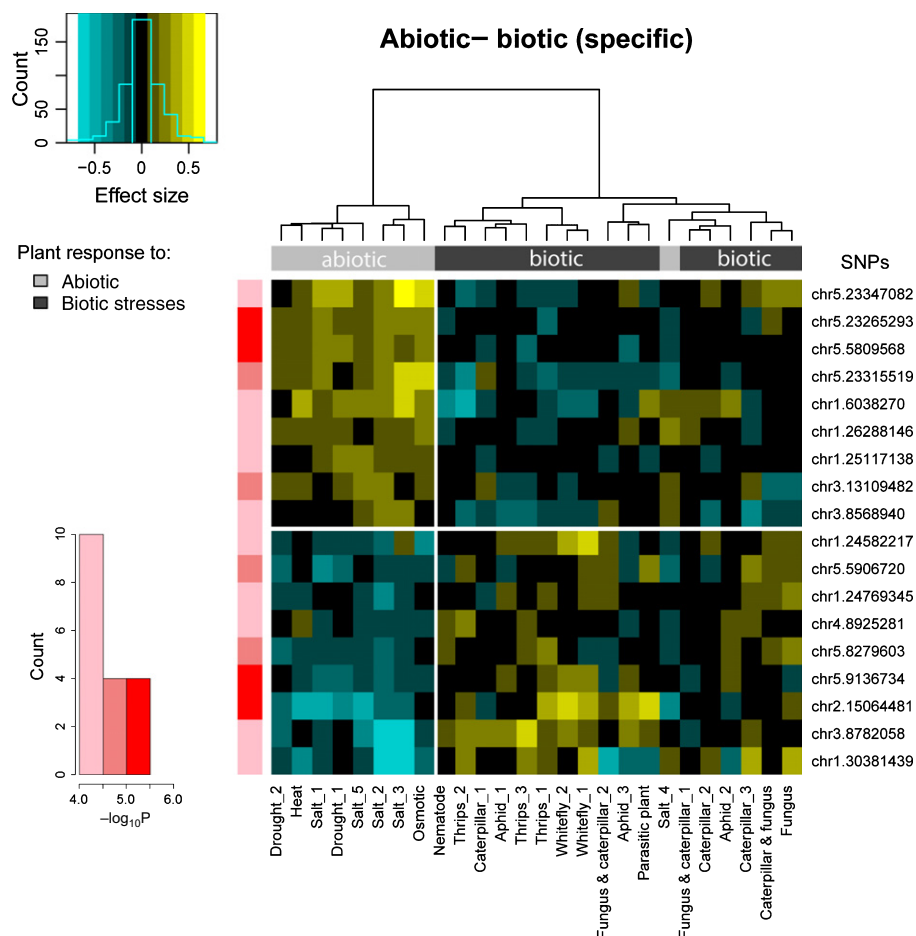 Abiotic− biotic (specific)
Count
0
50
150
−0.5
0
0.5
Effect size
Plant response to:
Abiotic
Biotic stresses
abiotic
biotic
biotic
SNPs
chr5.23347082
chr5.23265293
chr5.5809568
chr5.23315519
chr1.6038270
chr1.26288146
chr1.25117138
chr3.13109482
chr3.8568940
chr1.24582217
chr5.5906720
chr1.24769345
chr4.8925281
chr5.8279603
chr5.9136734
chr2.15064481
chr3.8782058
chr1.30381439
Count
0
2
4
6
8
10
4.0
5.0
6.0
−log10P
Drought_2
Heat
Salt_1
Drought_1
Salt_5
Salt_2
Salt_3
Osmotic
Nematode
Thrips_2
Caterpillar_1
Aphid_1
Thrips_3
Thrips_1
Whitefly_2
Whitefly_1
Fungus & caterpillar_2
Aphid_3
Parasitic plant
Salt_4
Fungus & caterpillar_1
Caterpillar_2
Aphid_2
Caterpillar_3
Caterpillar & fungus
Fungus